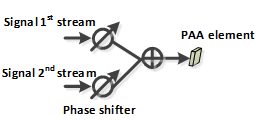 Signal 1st stream
PAA element
Signal 2nd stream
Phase shifter